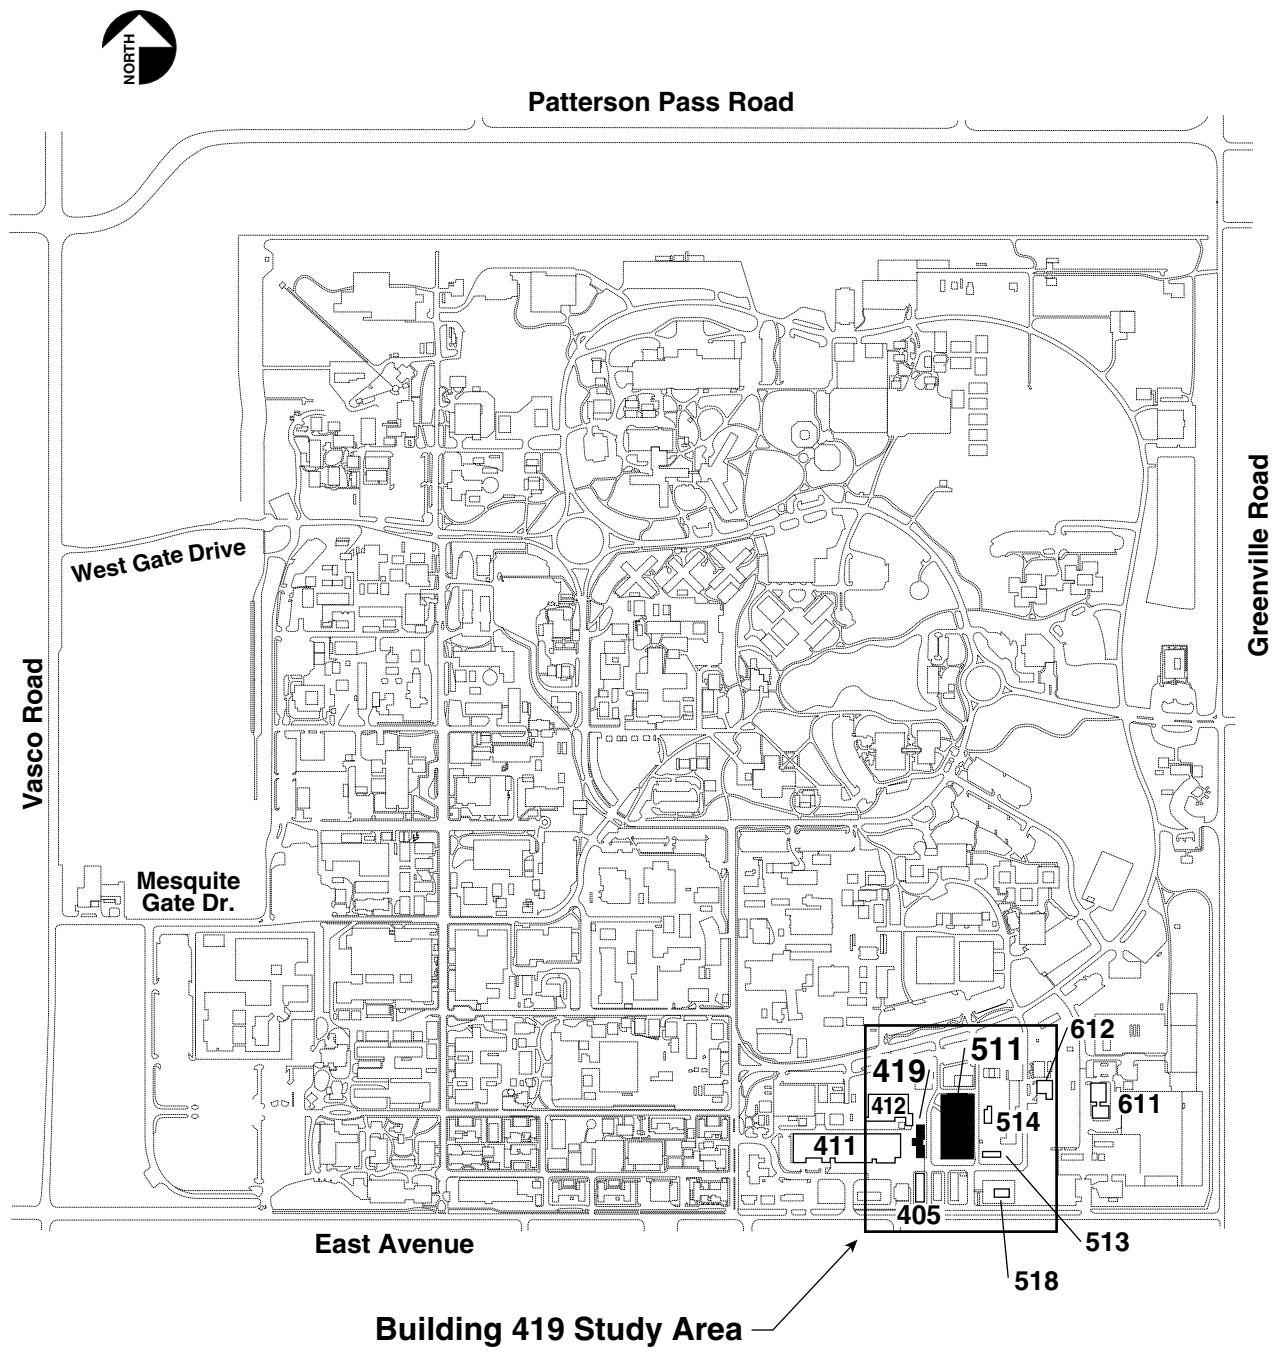 NORTH
Patterson Pass Road
West Gate Drive
Greenville Road
Vasco Road
Mesquite
Gate Dr.
612
511
419
412
611
514
411
405
513
East Avenue
518
Building 419 Study Area